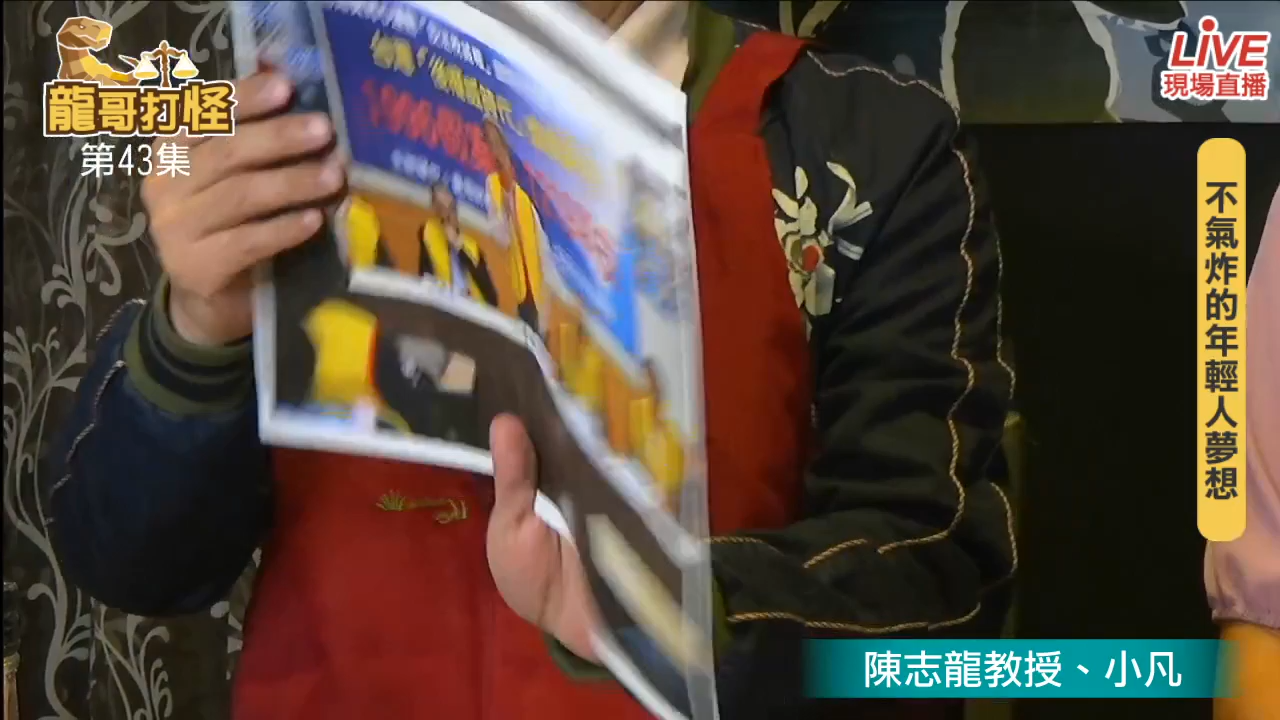 龍哥打怪
第43集
LiVE
現場直播
不氣炸的年輕人夢想
陳志龍教授、小凡